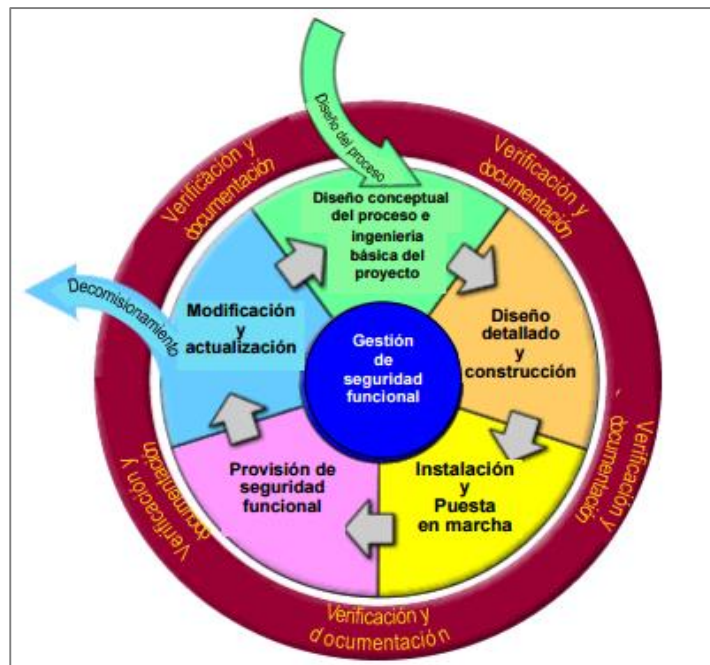 Diseño del proceso
Verificación y
documentación
Verificación y
documentación
Diseño conceptual
del proceso e
ingenieria
básica del
proyecto
Decomisionamiento
Modificación
y
actualización
Diseño
detallado
y
construcción
Gestión
de
seguridad
funcional
Provisión de
seguridad
funcional
Instalación
y
Puesta
en marcha
Verificación y
documentación
Verificación y
documentación
Verificación y
documentación